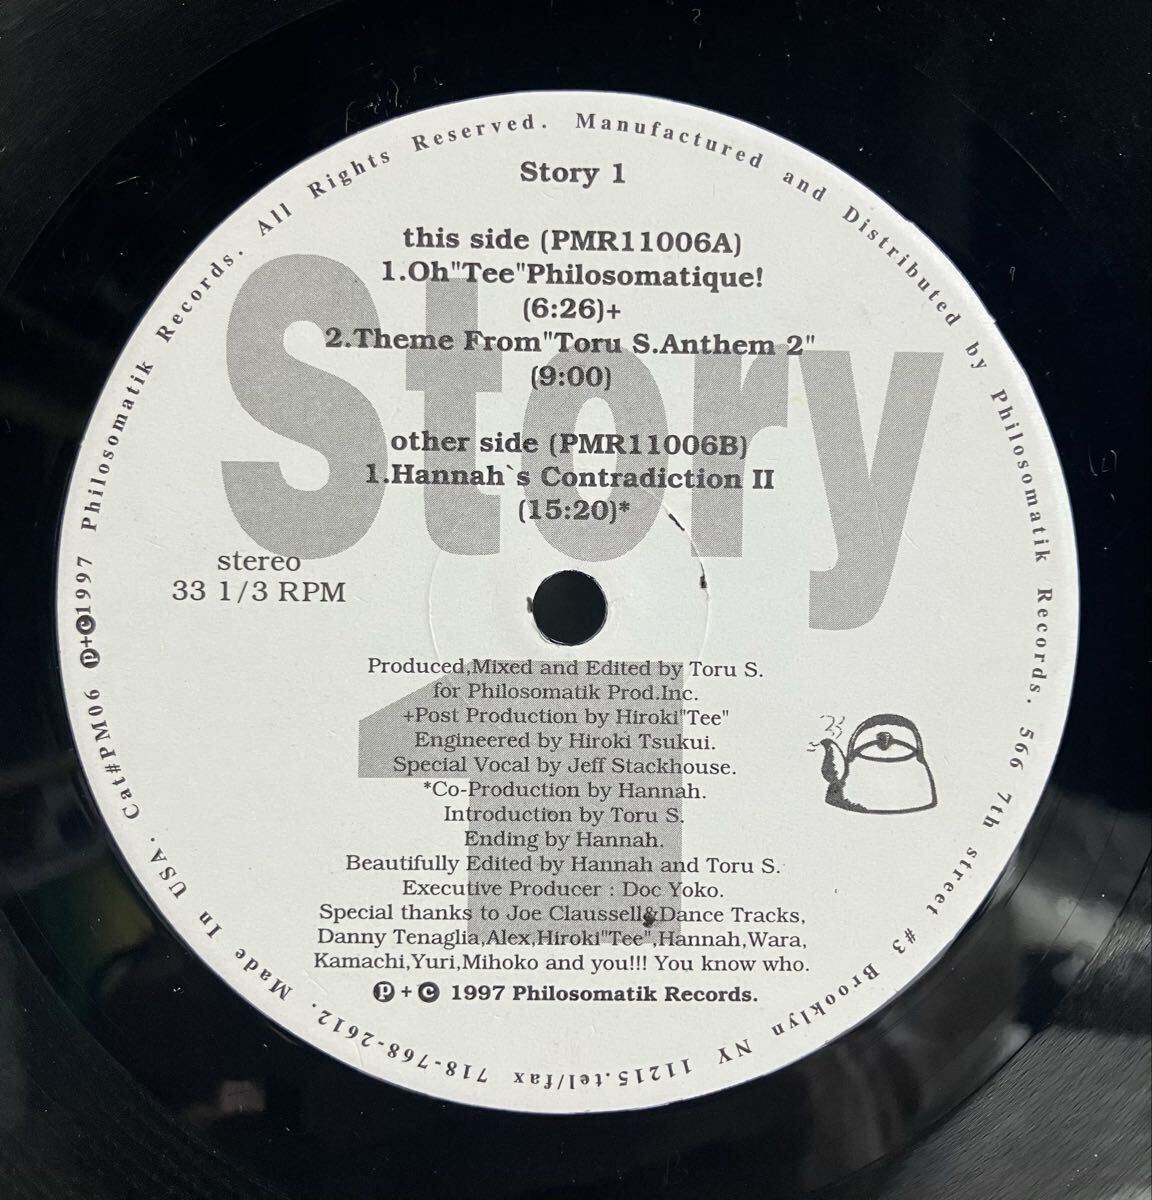 Story 1
this side (PMR11006A)
1.Oh"Tee"Philosomatique!
(6:26)+
2.Theme From"Toru S.Anthem 2"
(9:00)
other side (PMR11006B)
1.Hannah`s Contradiction II
(15:20)*
stereo
33 1/3 RPM
Story
1
Produced,Mixed and Edited by Toru S.
for Philosomatik Prod.Inc.
+Post Production by Hiroki"Tee"
Engineered by Hiroki Tsukui.
Special Vocal by Jeff Stackhouse.
*Co-Production by Hannah.
Introduction by Toru S.
Ending by Hannah.
Beautifully Edited by Hannah and Toru S.
Executive Producer : Doc Yoko.
Special thanks to Joe Claussell&Dance Tracks,
Danny Tenaglia,Alex,Hiroki"Tee",Hannah,Wara,
Kamachi,Yuri,Mihoko and you!!! You know who.
℗+© 1997 Philosomatik Records.
Cat#PM06 ℗+©1997 Philosomatik Records. All Rights Reserved. Manufactured and Distributed by Philosomatik Records. 566 7th street #3 Brooklyn NY 11215.tel/fax 718-768-2612. Made In USA.